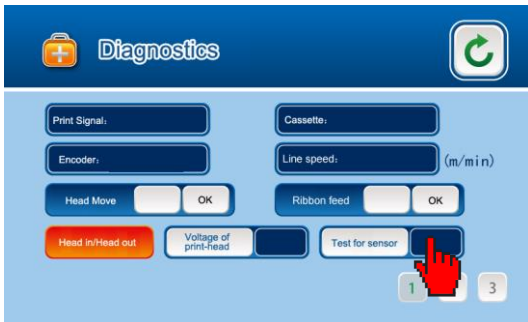 Diagnostics
Print Signal:
Cassette:
Encoder:
Line speed:
(m/min)
Head Move
OK
Ribbon feed
OK
Head in/Head out
Voltage of
print-head
Test for sensor
1
3